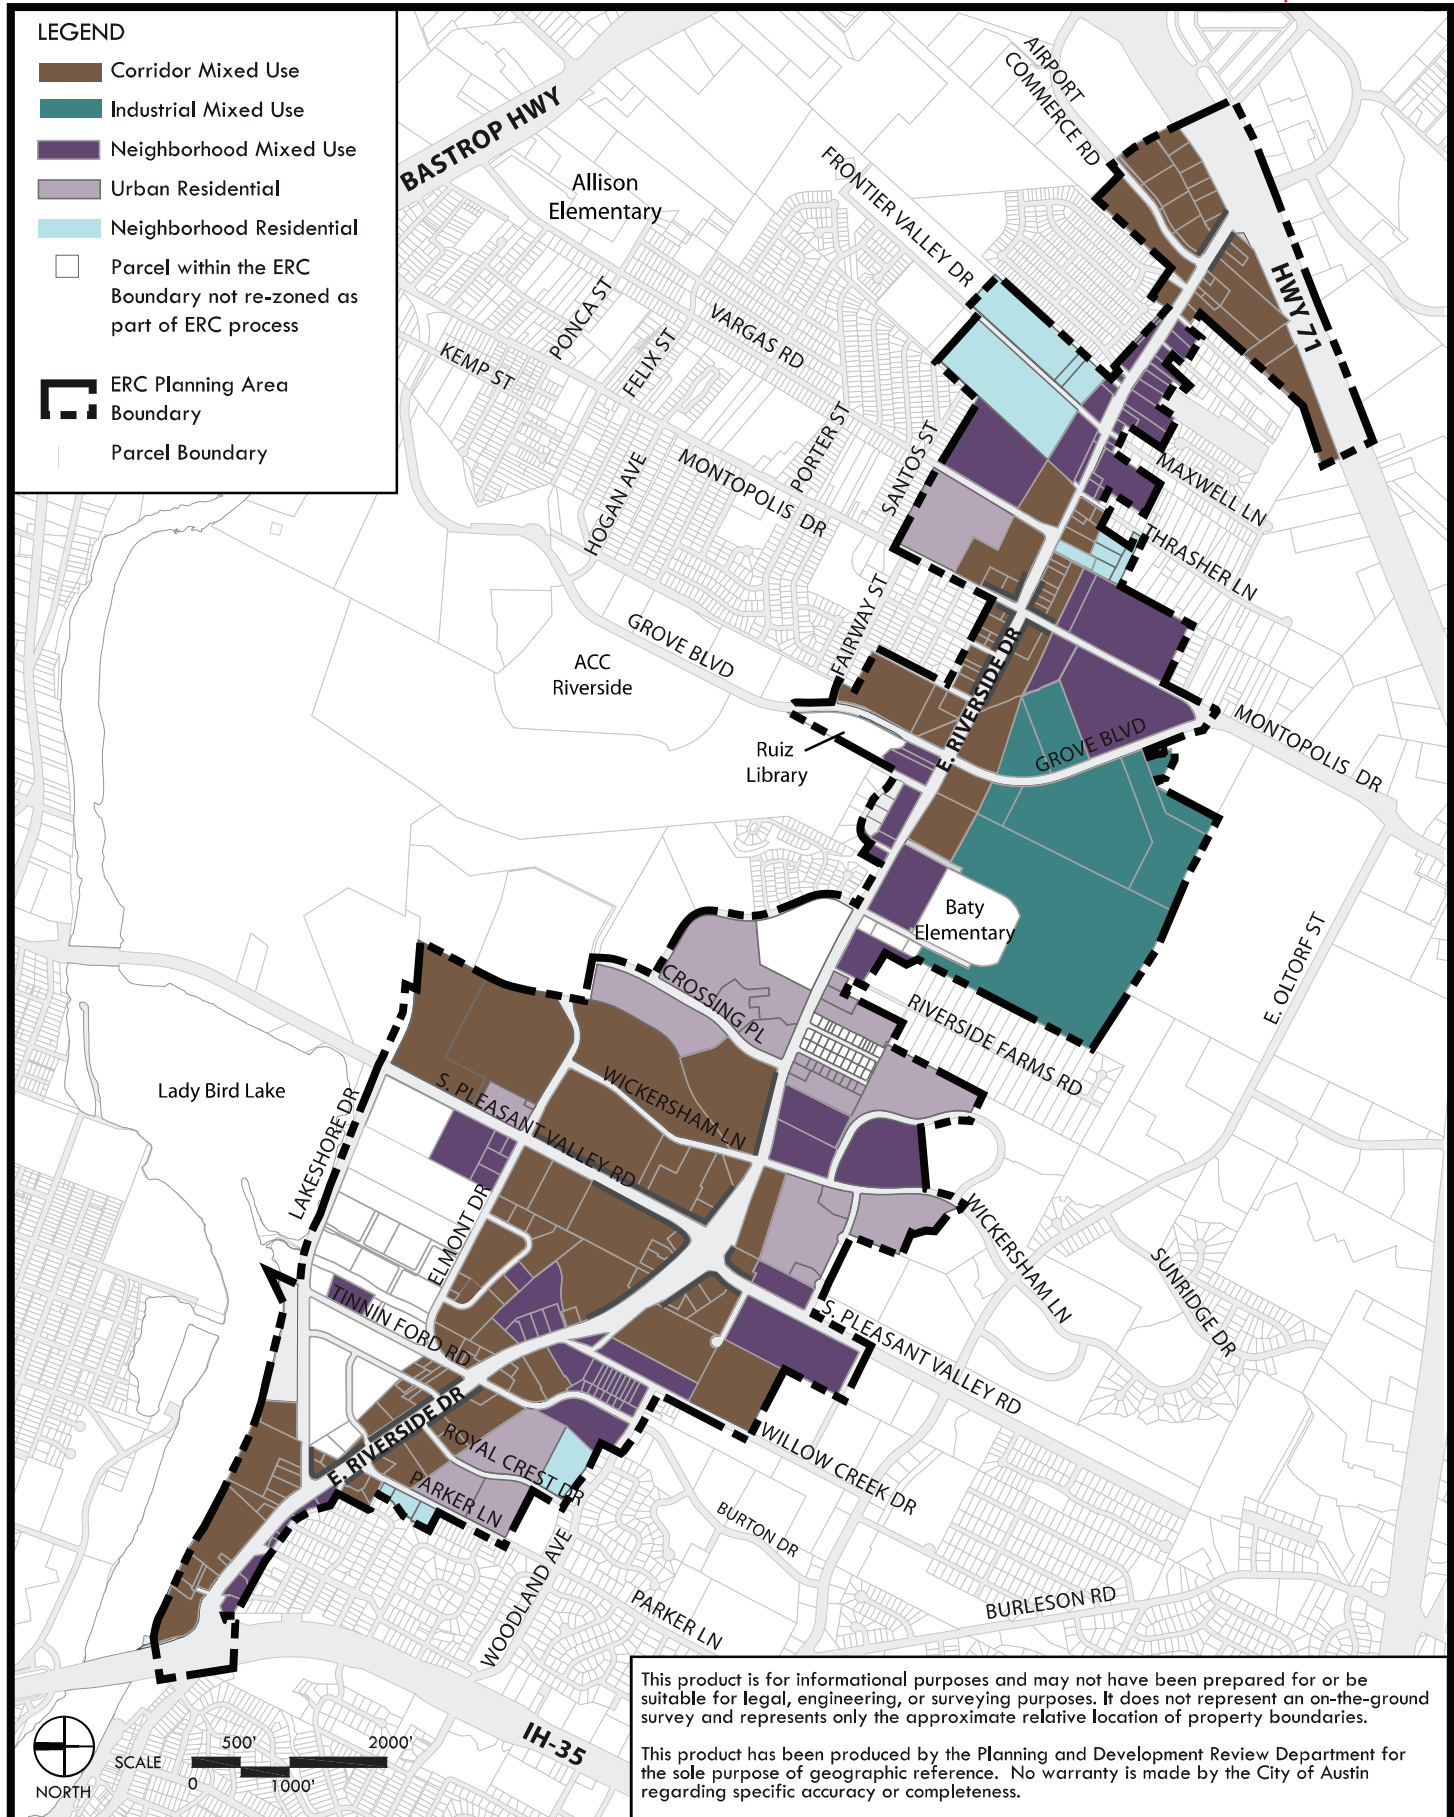 LEGEND
Corridor Mixed Use
Industrial Mixed Use
Neighborhood Mixed Use
Urban Residential
Neighborhood Residential
Parcel within the ERC
Boundary not re-zoned as
part of ERC process
ERC Planning Area
Boundary
Parcel Boundary
BASTROP HWY
Allison
Elementary
AIRPORT
COMMERCE RD
FRONTIER VALLEY DR
HWY 71
PONCA ST
FELIX ST
VARGAS RD
KEMP ST
PORTER ST
SANTOS ST
HOGAN AVE
MONTOPOLIS DR
MAXWELL LN
THRASHER LN
FAIRWAY ST
GROVE BLVD
ACC
Riverside
E. RIVERSIDE DR
Ruiz
Library
GROVE BLVD
MONTOPOLIS DR
Baty
Elementary
E. OLTORF ST
CROSSING PL
RIVERSIDE FARMS RD
Lady Bird Lake
LAKESHORE DR
S. PLEASANT VALLEY RD
WICKERSHAM LN
ELMONT DR
WICKERSHAM LN
SUNRIDGE DR
TINNIN FORD RD
S. PLEASANT VALLEY RD
E. RIVERSIDE DR
ROYAL CREST DR
PARKER LN
WILLOW CREEK DR
BURTON DR
WOODLAND AVE
PARKER LN
BURLESON RD
IH-35
NORTH
SCALE
500'
2000'
0
1000'
This product is for informational purposes and may not have been prepared for or be
suitable for legal, engineering, or surveying purposes. It does not represent an on-the-ground
survey and represents only the approximate relative location of property boundaries.
This product has been produced by the Planning and Development Review Department for
the sole purpose of geographic reference. No warranty is made by the City of Austin
regarding specific accuracy or completeness.